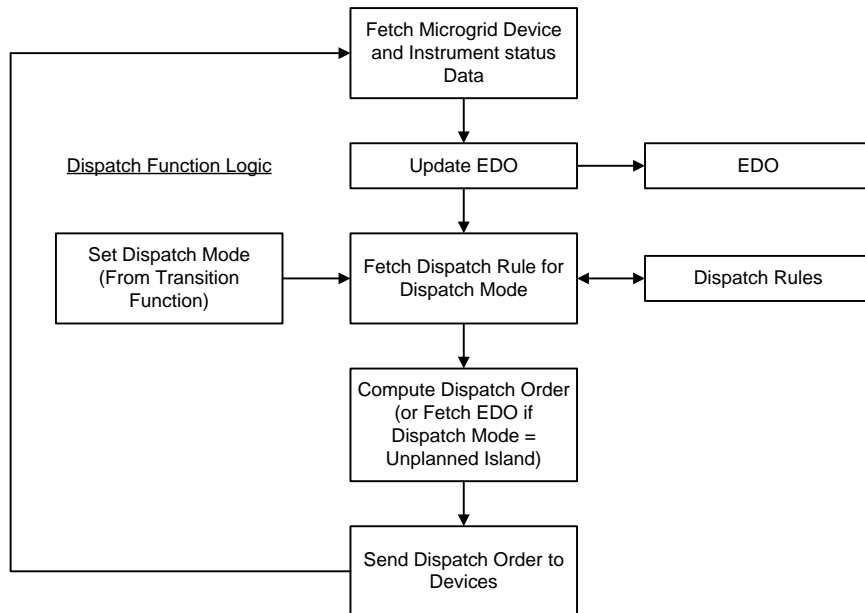 Fetch Microgrid Device
and Instrument status
Data
Dispatch Function Logic
Update EDO
EDO
Set Dispatch Mode
(From Transition
Function)
Fetch Dispatch Rule for
Dispatch Mode
Dispatch Rules
Compute Dispatch Order
(or Fetch EDO if
Dispatch Mode =
Unplanned Island)
Send Dispatch Order to
Devices